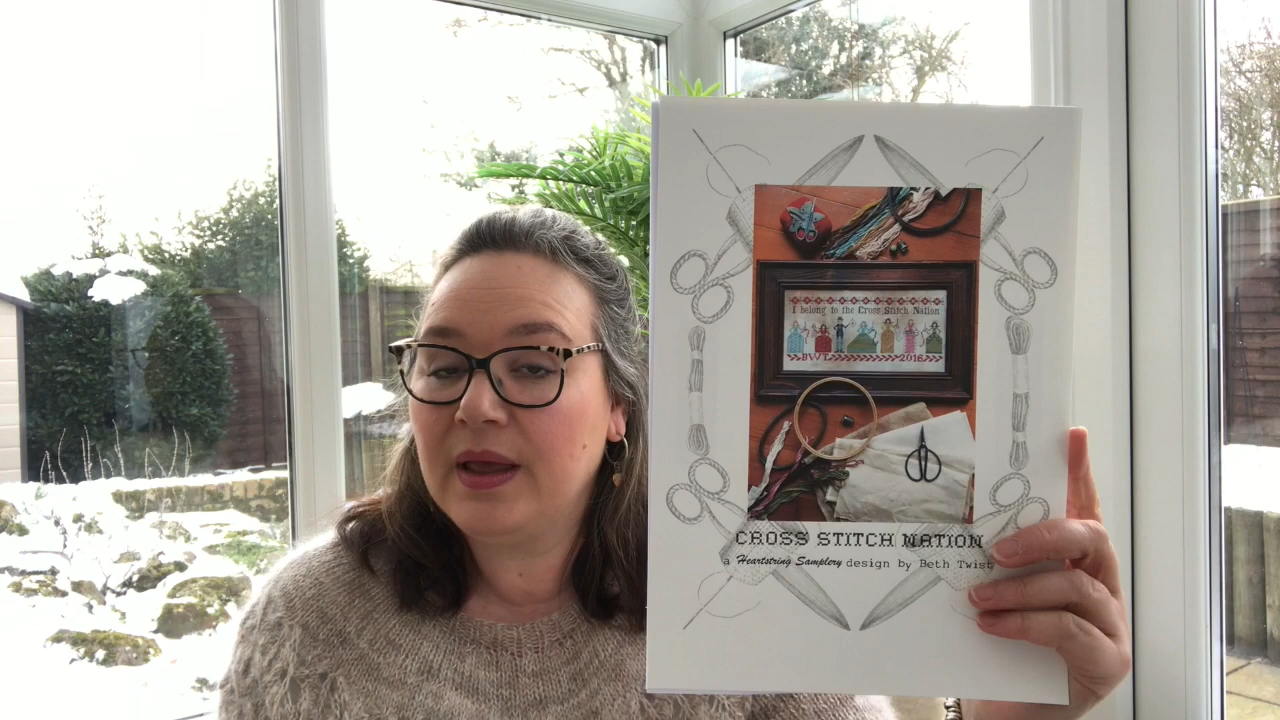 I belong to the Cross Stitch Nation
BWT 2016
CROSS STITCH NATION
a Heartstring Samplery design by Beth Twist